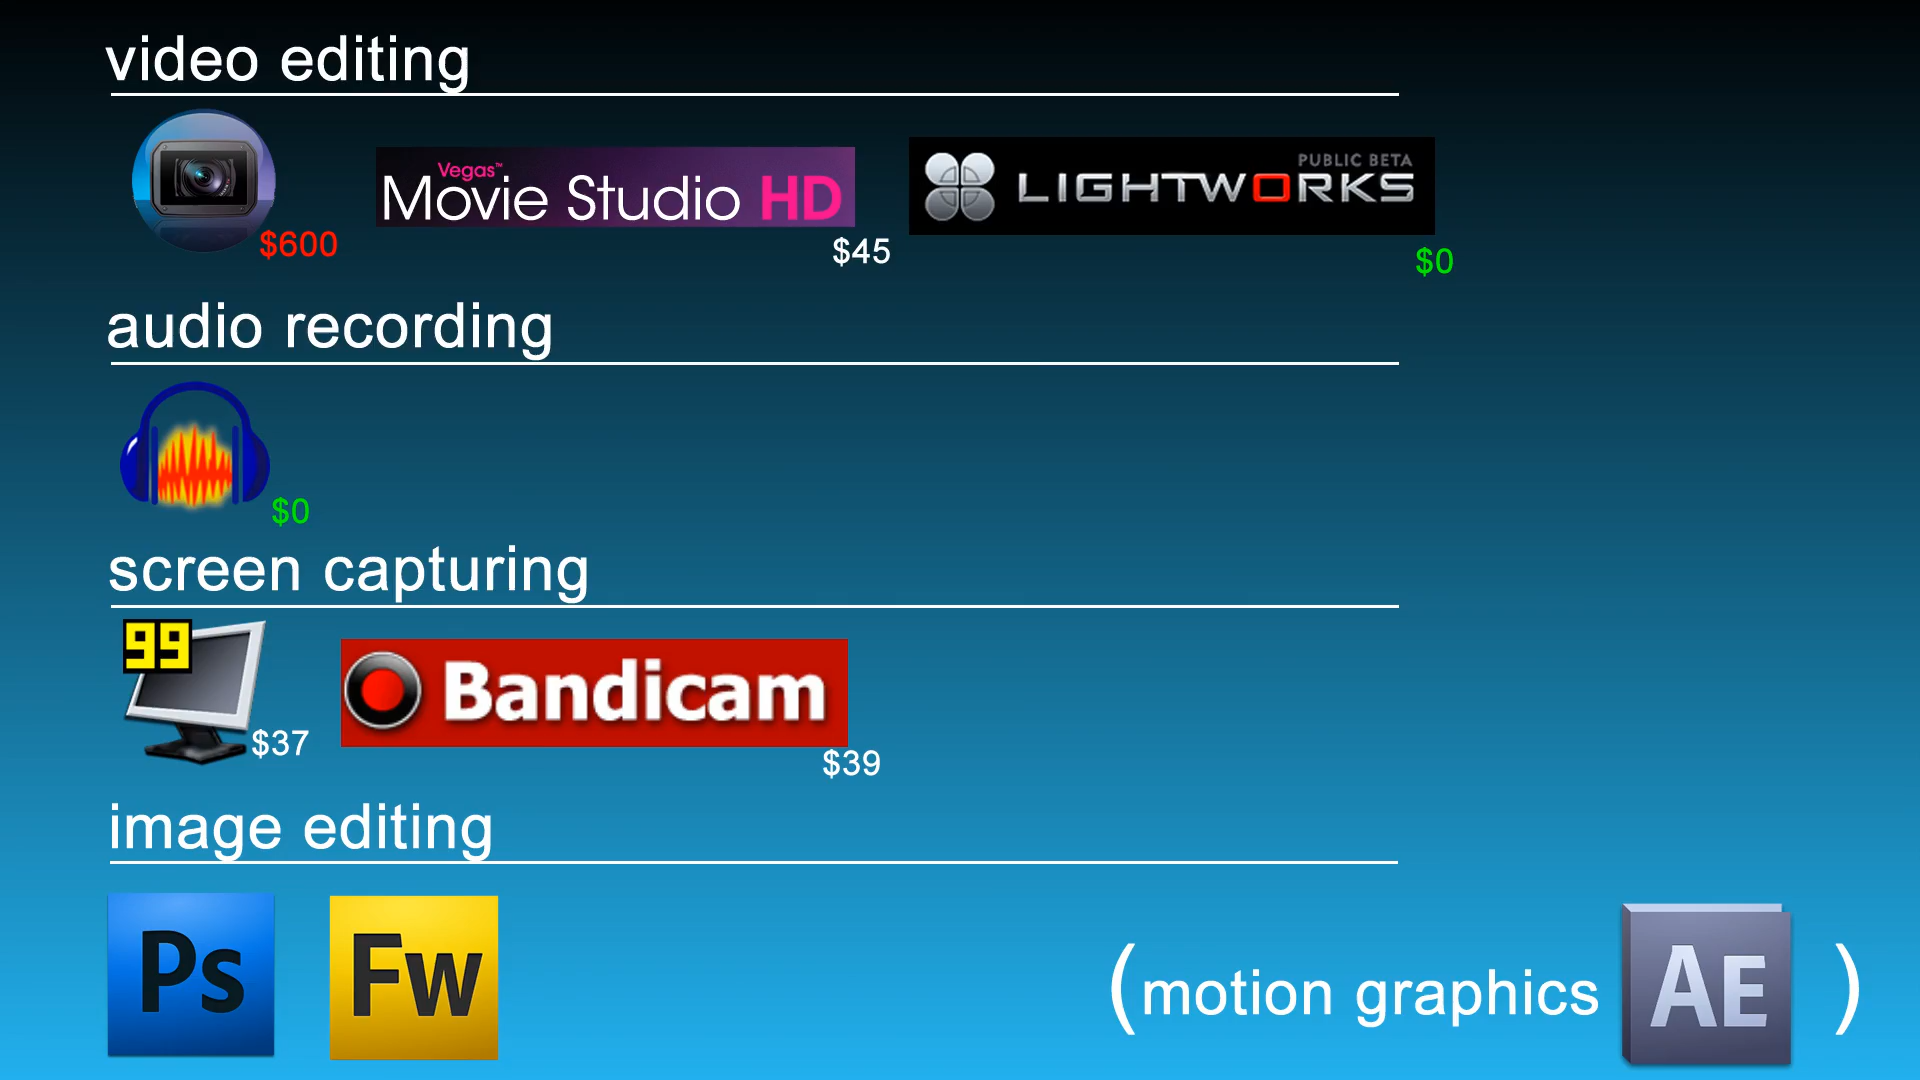 video editing
$600
Vegas™
Movie Studio HD
$45
PUBLIC BETA
LIGHTWORKS
$0
audio recording
$0
screen capturing
99
$37
Bandicam
$39
image editing
Ps
Fw
(motion graphics AE )